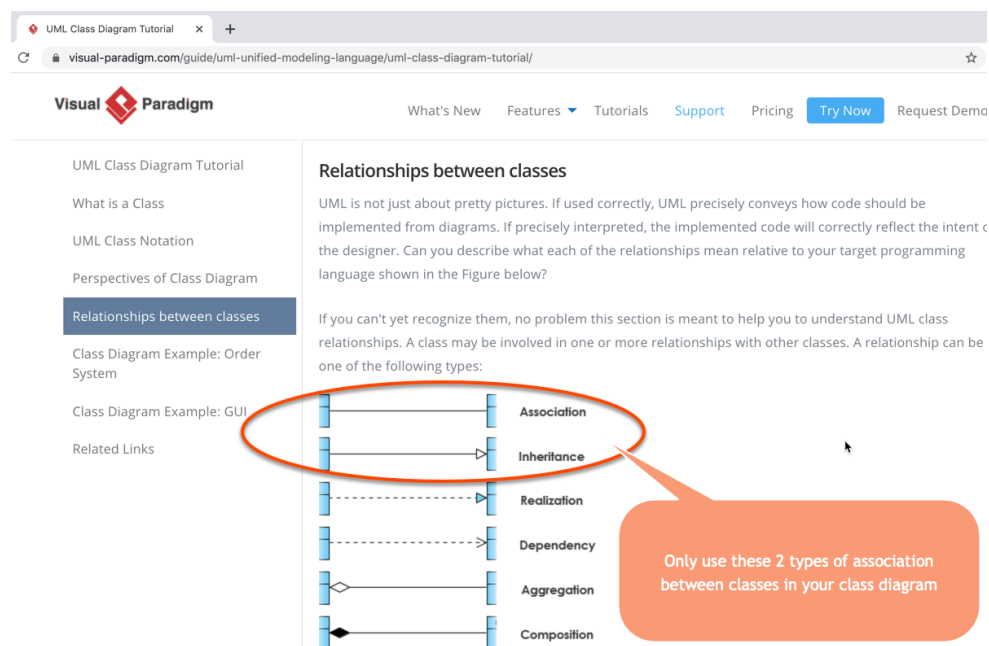 UML Class Diagram Tutorial
visual-paradigm.com/guide/uml-unified-modeling-language/uml-class-diagram-tutorial/
Visual Paradigm
What's New Features Tutorials Support Pricing Try Now Request Demo
UML Class Diagram Tutorial
What is a Class
UML Class Notation
Perspectives of Class Diagram
Relationships between classes
Class Diagram Example: Order
System
Class Diagram Example: GUI
Related Links
Relationships between classes
UML is not just about pretty pictures. If used correctly, UML precisely conveys how code should be
implemented from diagrams. If precisely interpreted, the implemented code will correctly reflect the intent
the designer. Can you describe what each of the relationships mean relative to your target programming
language shown in the Figure below?
If you can't yet recognize them, no problem this section is meant to help you to understand UML class
relationships. A class may be involved in one or more relationships with other classes. A relationship can be
one of the following types:
Association
Inheritance
Realization
Dependency
Aggregation
Composition
Only use these 2 types of association
between classes in your class diagram